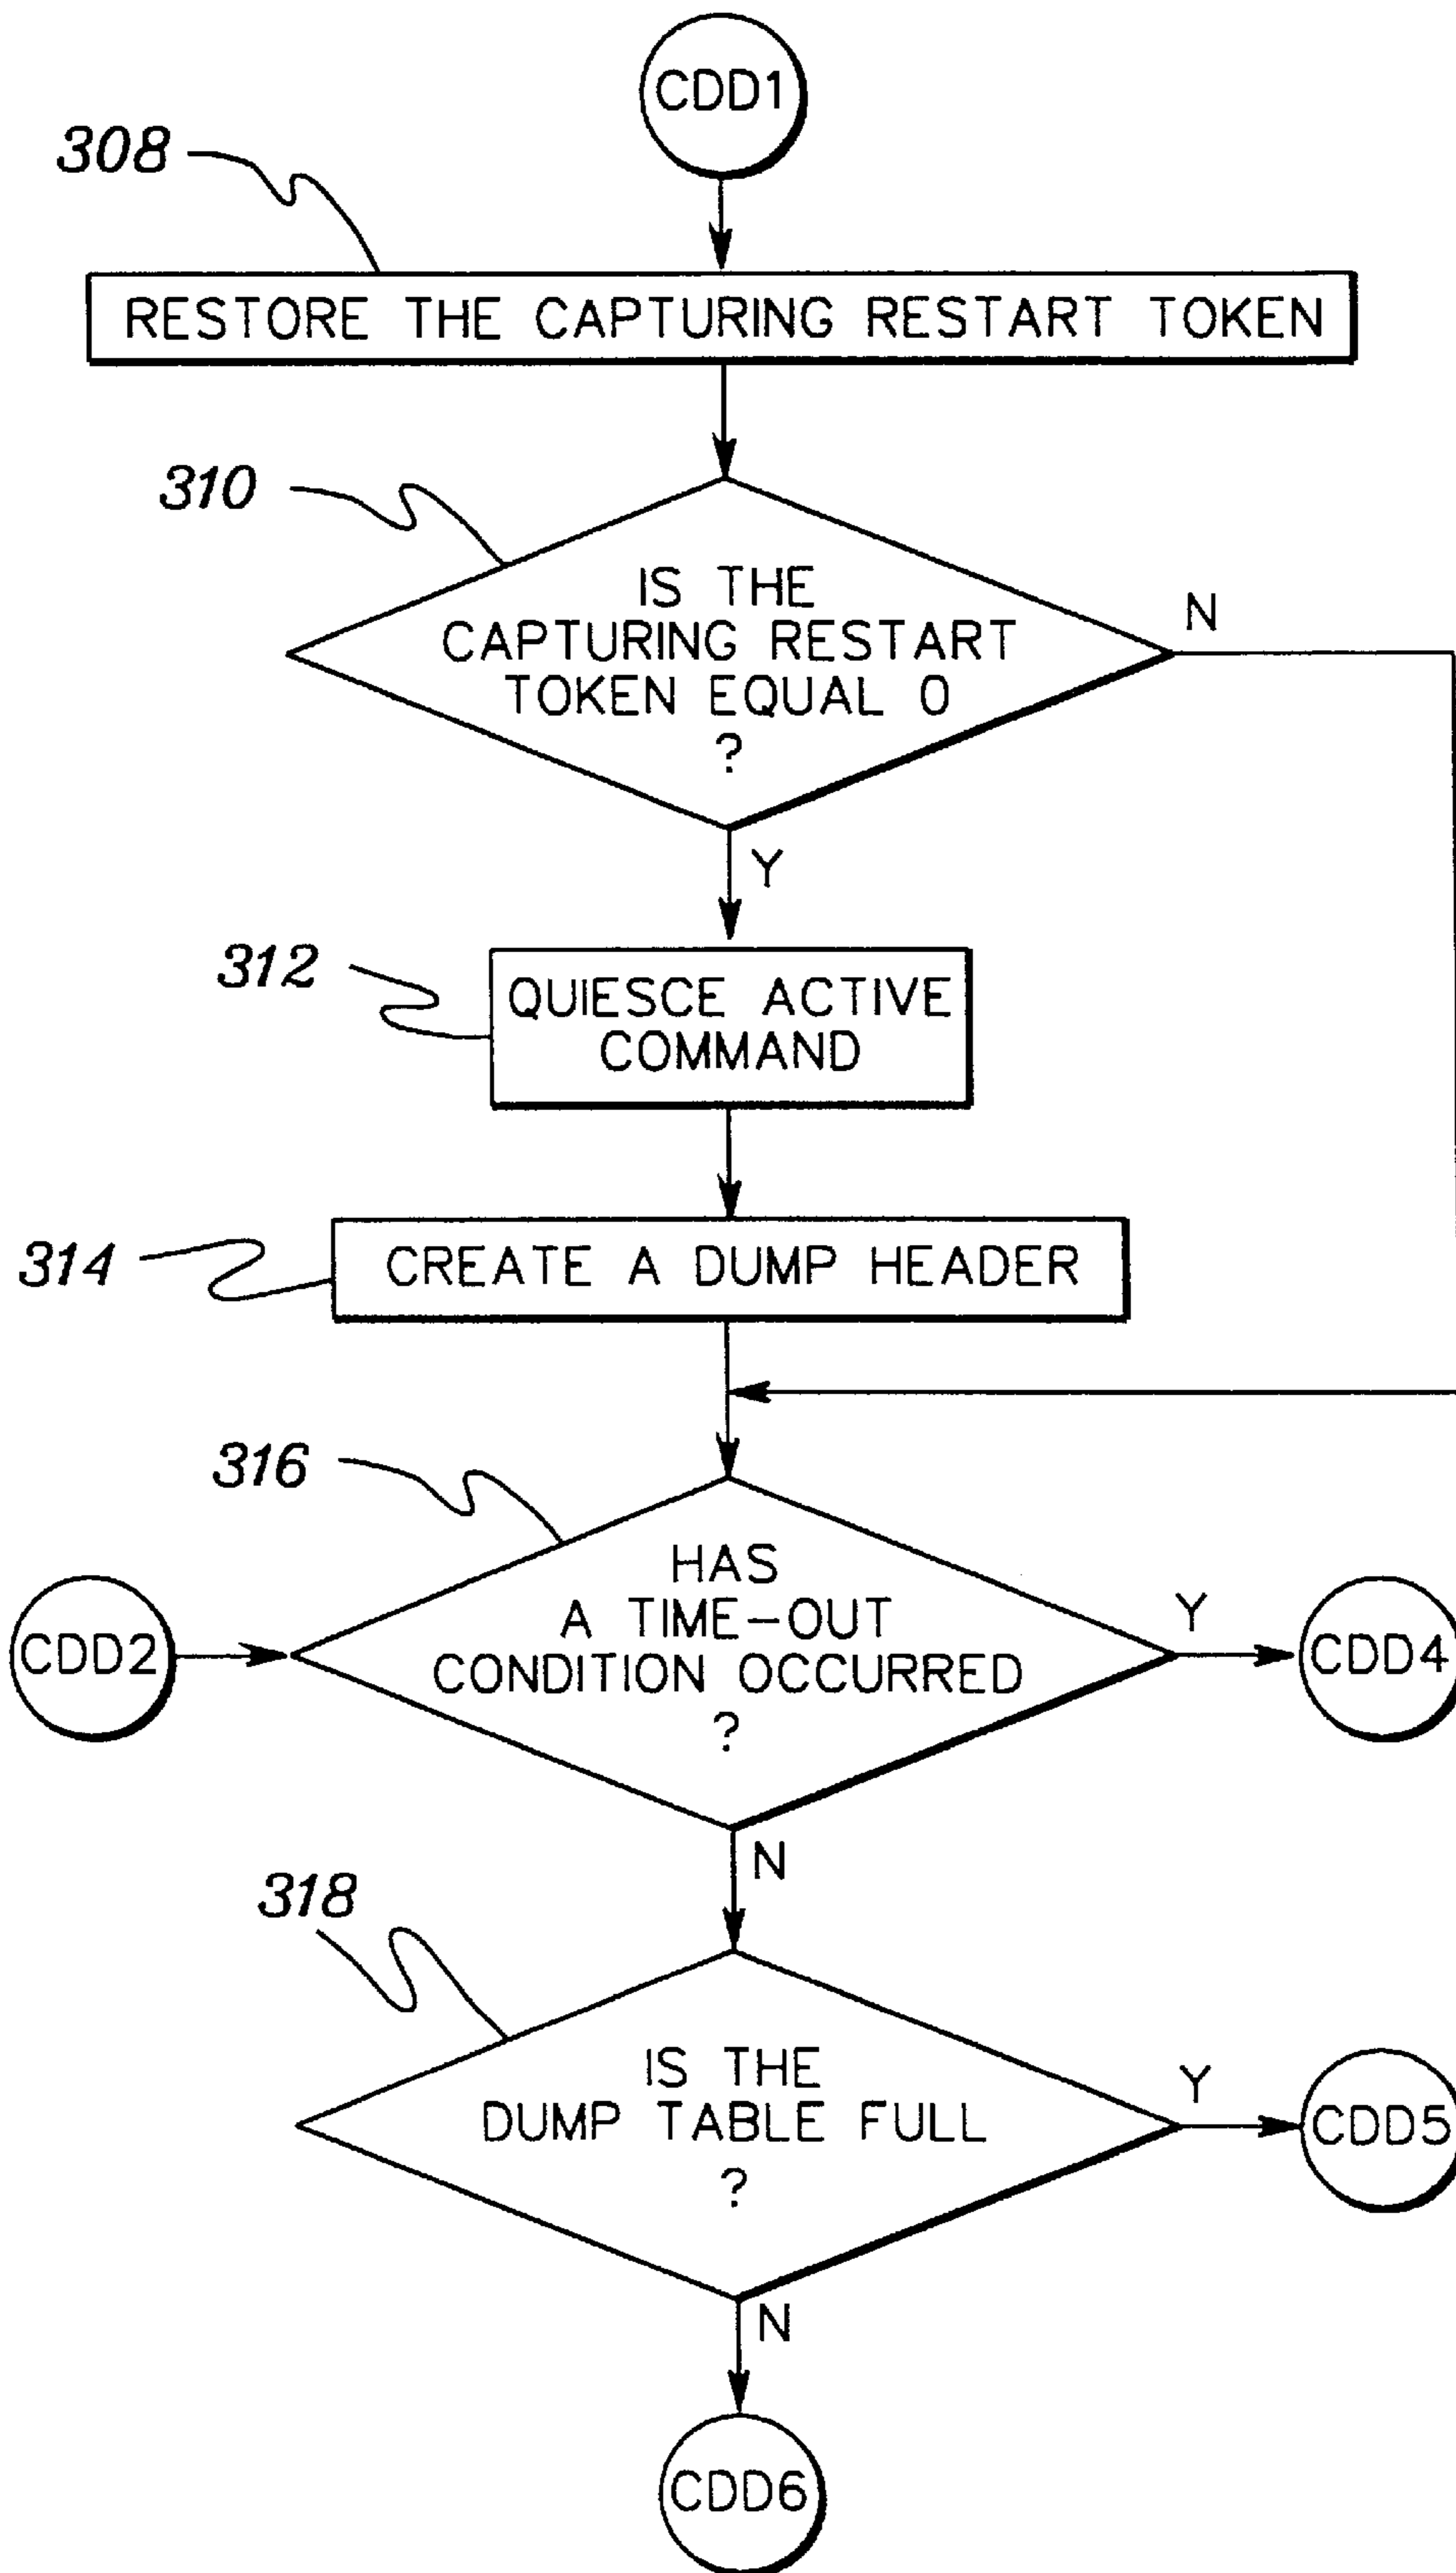 CDD1
308
RESTORE THE CAPTURING RESTART TOKEN
310
IS THE
CAPTURING RESTART
TOKEN EQUAL 0
?
N
Y
312
QUIESCE ACTIVE
COMMAND
314
CREATE A DUMP HEADER
316
HAS
A TIME-OUT
CONDITION OCCURRED
?
CDD2
Y
CDD4
N
318
IS THE
DUMP TABLE FULL
?
Y
CDD5
N
CDD6